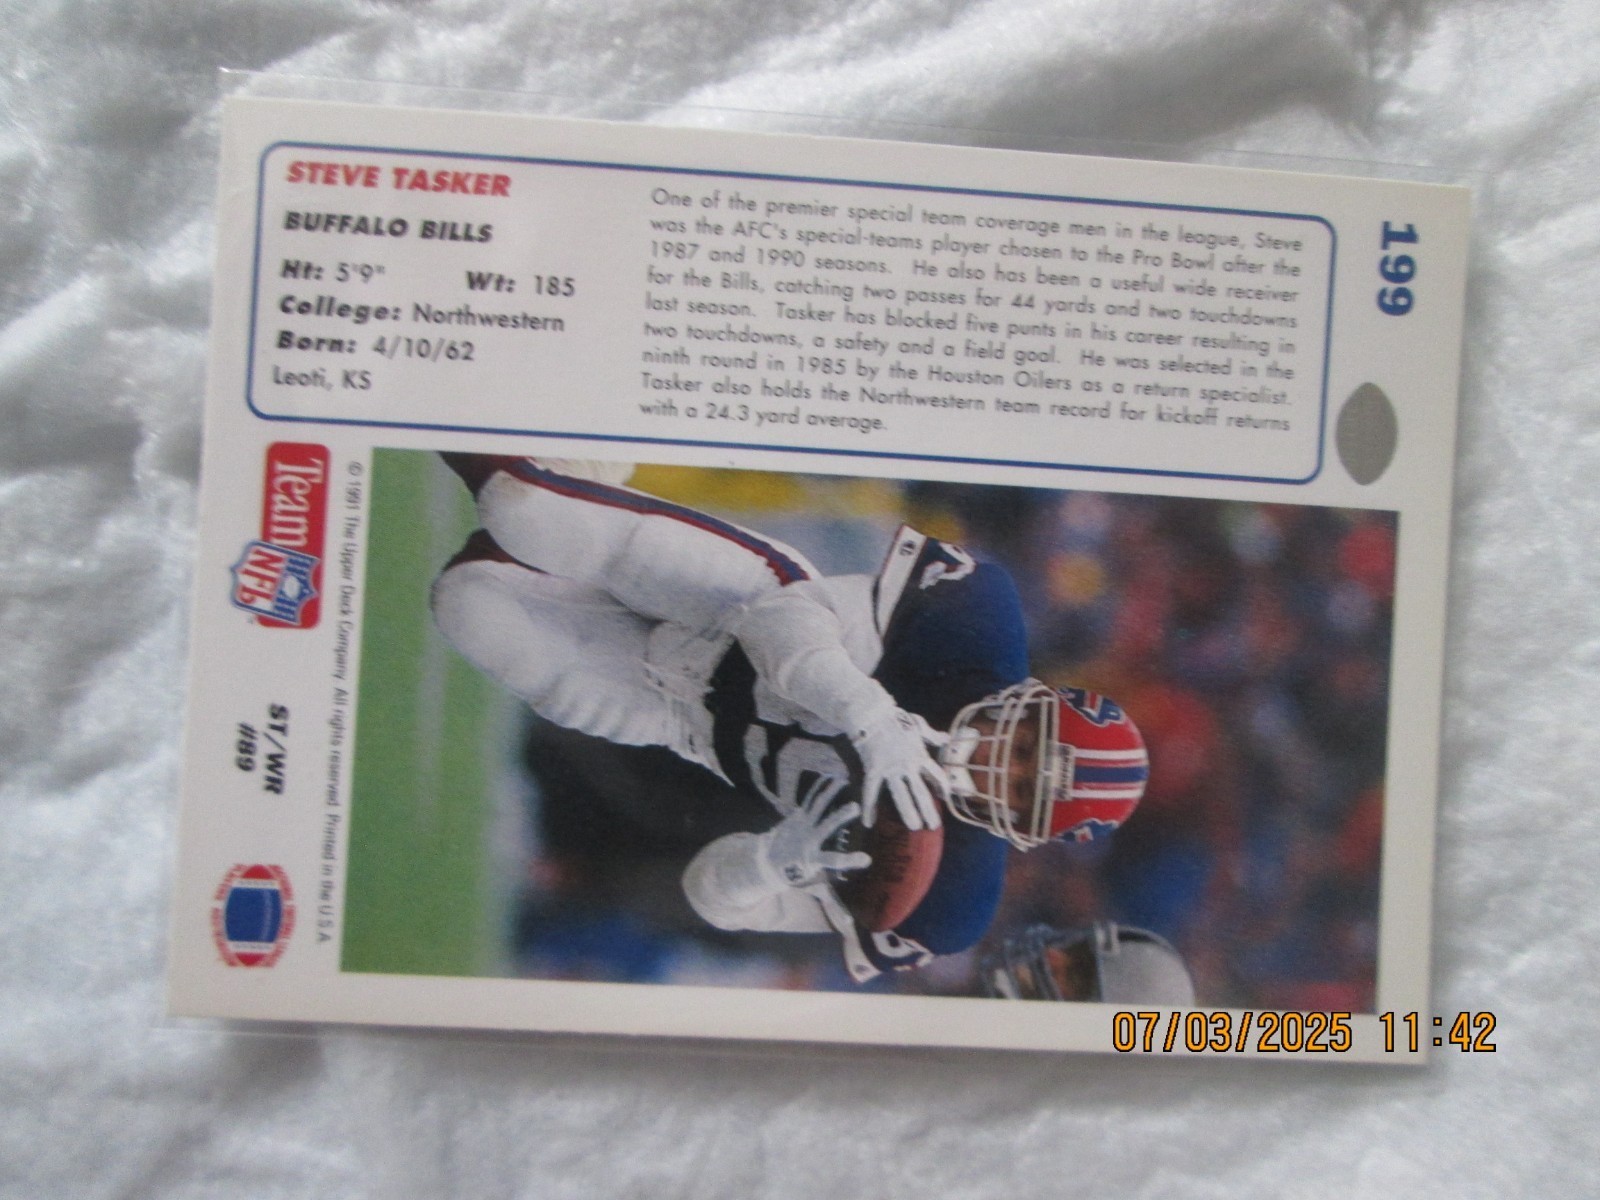 199
STEVE TASKER
BUFFALO BILLS
Ht: 5'9" Wt: 185
College: Northwestern
Born: 4/10/62
Leoti, KS
One of the premier special team coverage men in the league, Steve
was the AFC's special-teams player chosen to the Pro Bowl after the
1987 and 1990 seasons. He also has been a useful wide receiver
for the Bills, catching two passes for 44 yards and two touchdowns
last season. Tasker has blocked five punts in his career resulting in
two touchdowns, a safety and a field goal. He was selected in the
ninth round in 1985 by the Houston Oilers as a return specialist.
Tasker also holds the Northwestern team record for kickoff returns
with a 24.3 yard average.
© 1991 The Upper Deck Company. All rights reserved. Printed in the U.S.A.
Team
NFL
ST/WR
#89
07/03/2025 11:42